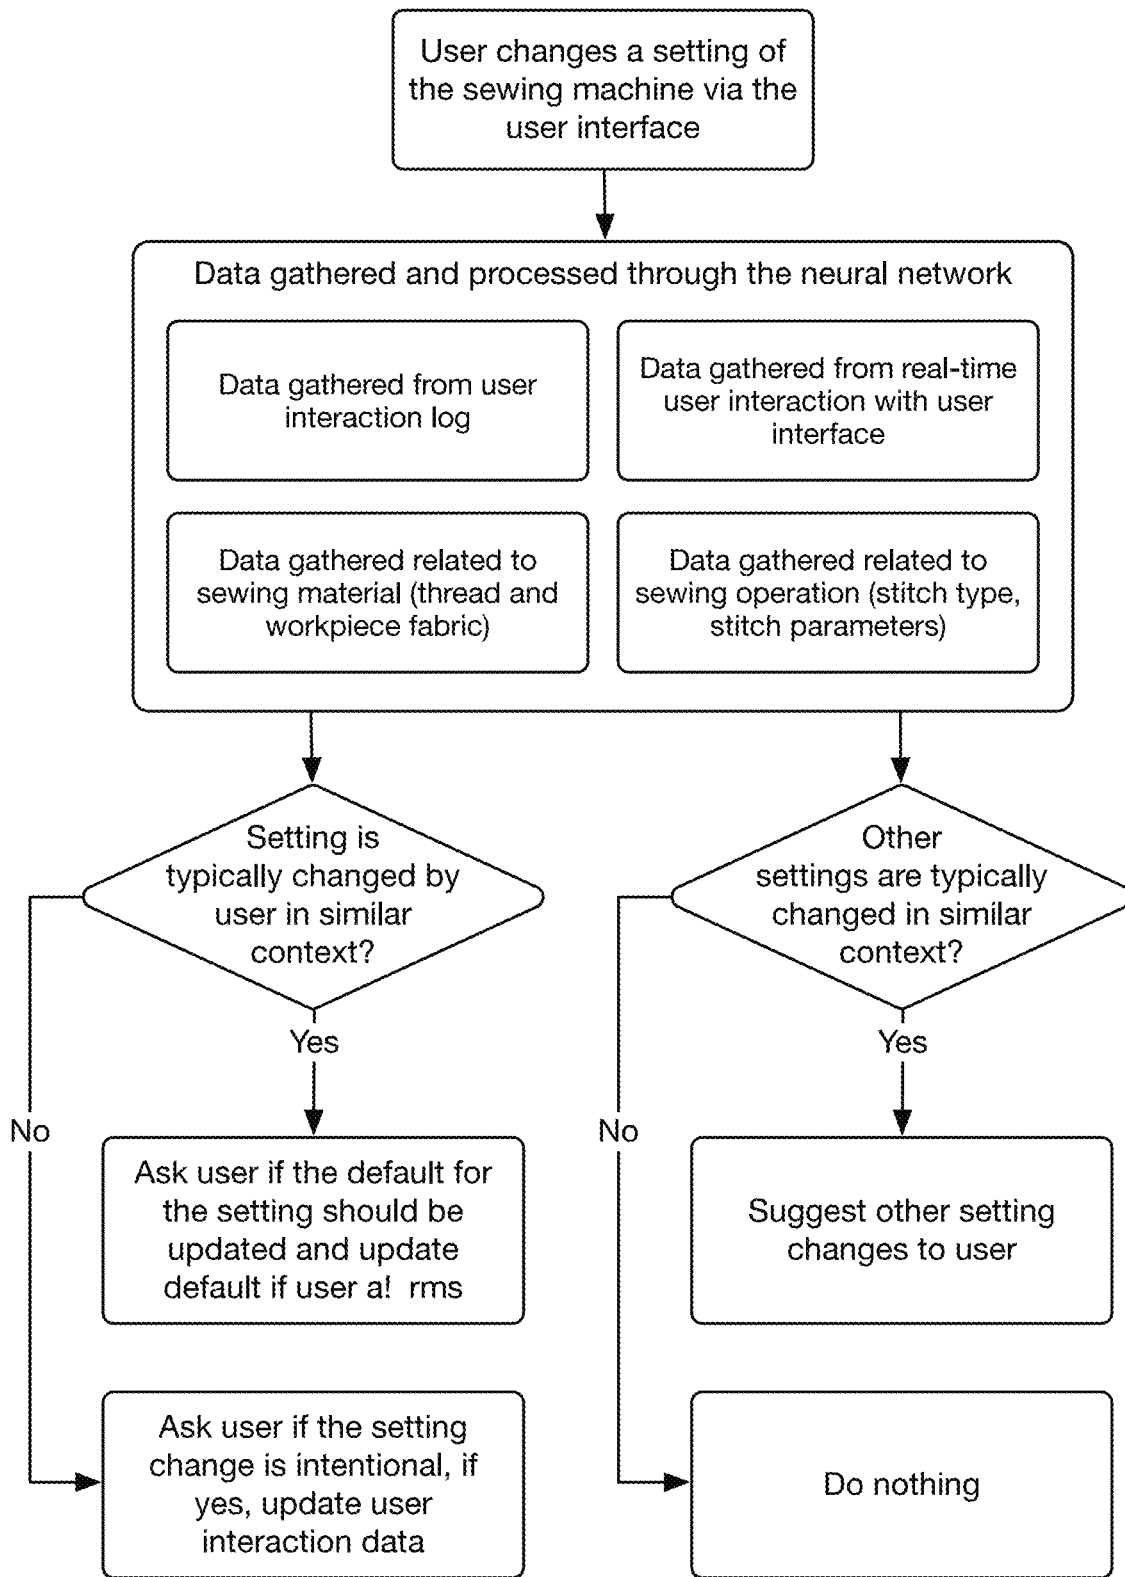 User changes a setting of
the sewing machine via the
user interface
Data gathered and processed through the neural network
Data gathered from user
interaction log
Data gathered from real-time
user interaction with user
interface
Data gathered related to
sewing material (thread and
workpiece fabric)
Data gathered related to
sewing operation (stitch type,
stitch parameters)
Setting is
typically changed by
user in similar
context?
Other
settings are typically
changed in similar
context?
Yes
Yes
No
No
Ask user if the default for
the setting should be
updated and update
default if user a! rms
Suggest other setting
changes to user
Ask user if the setting
change is intentional, if
yes, update user
interaction data
Do nothing